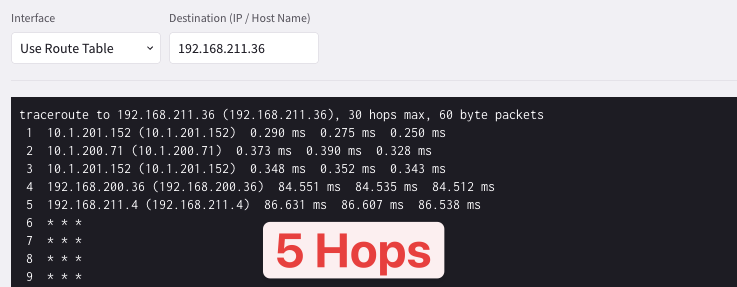 Interface Destination (IP / Host Name)
Use Route Table 192.168.211.36
traceroute to 192.168.211.36 (192.168.211.36), 30 hops max, 60 byte packets
1 10.1.201.152 (10.1.201.152) 0.290 ms 0.275 ms 0.250 ms
2 10.1.200.71 (10.1.200.71) 0.373 ms 0.390 ms 0.328 ms
3 10.1.201.152 (10.1.201.152) 0.348 ms 0.352 ms 0.343 ms
4 192.168.200.36 (192.168.200.36) 84.551 ms 84.535 ms 84.512 ms
5 192.168.211.4 (192.168.211.4) 86.631 ms 86.607 ms 86.538 ms
6 * * *
7 * * *
8 * * *
9 * * *
5 Hops